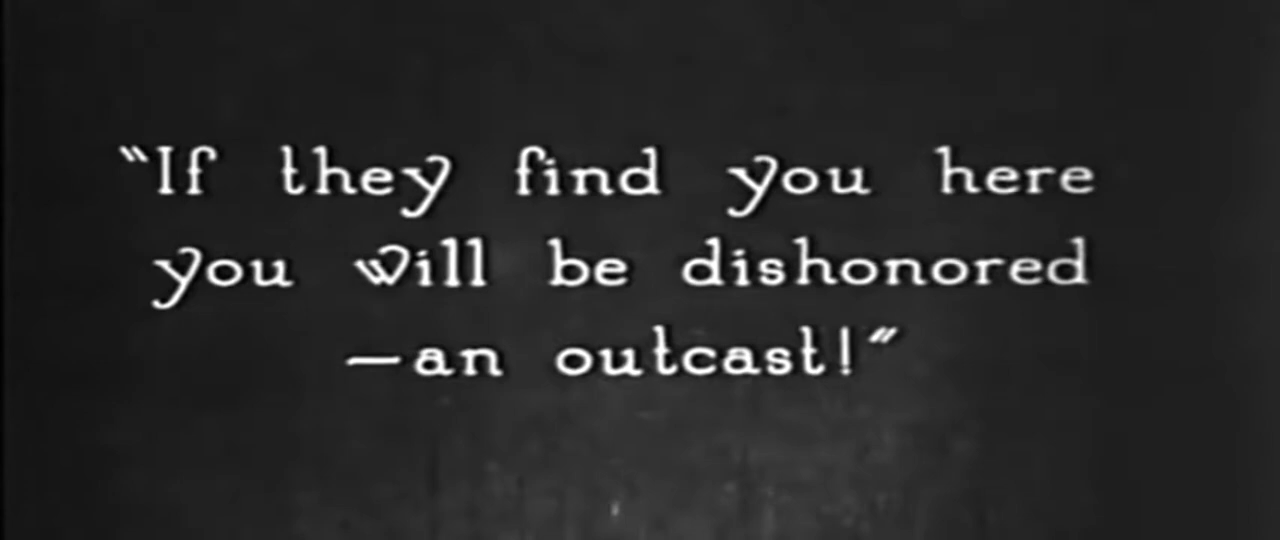 "If they find you here
you will be dishonored
—an outcast!"